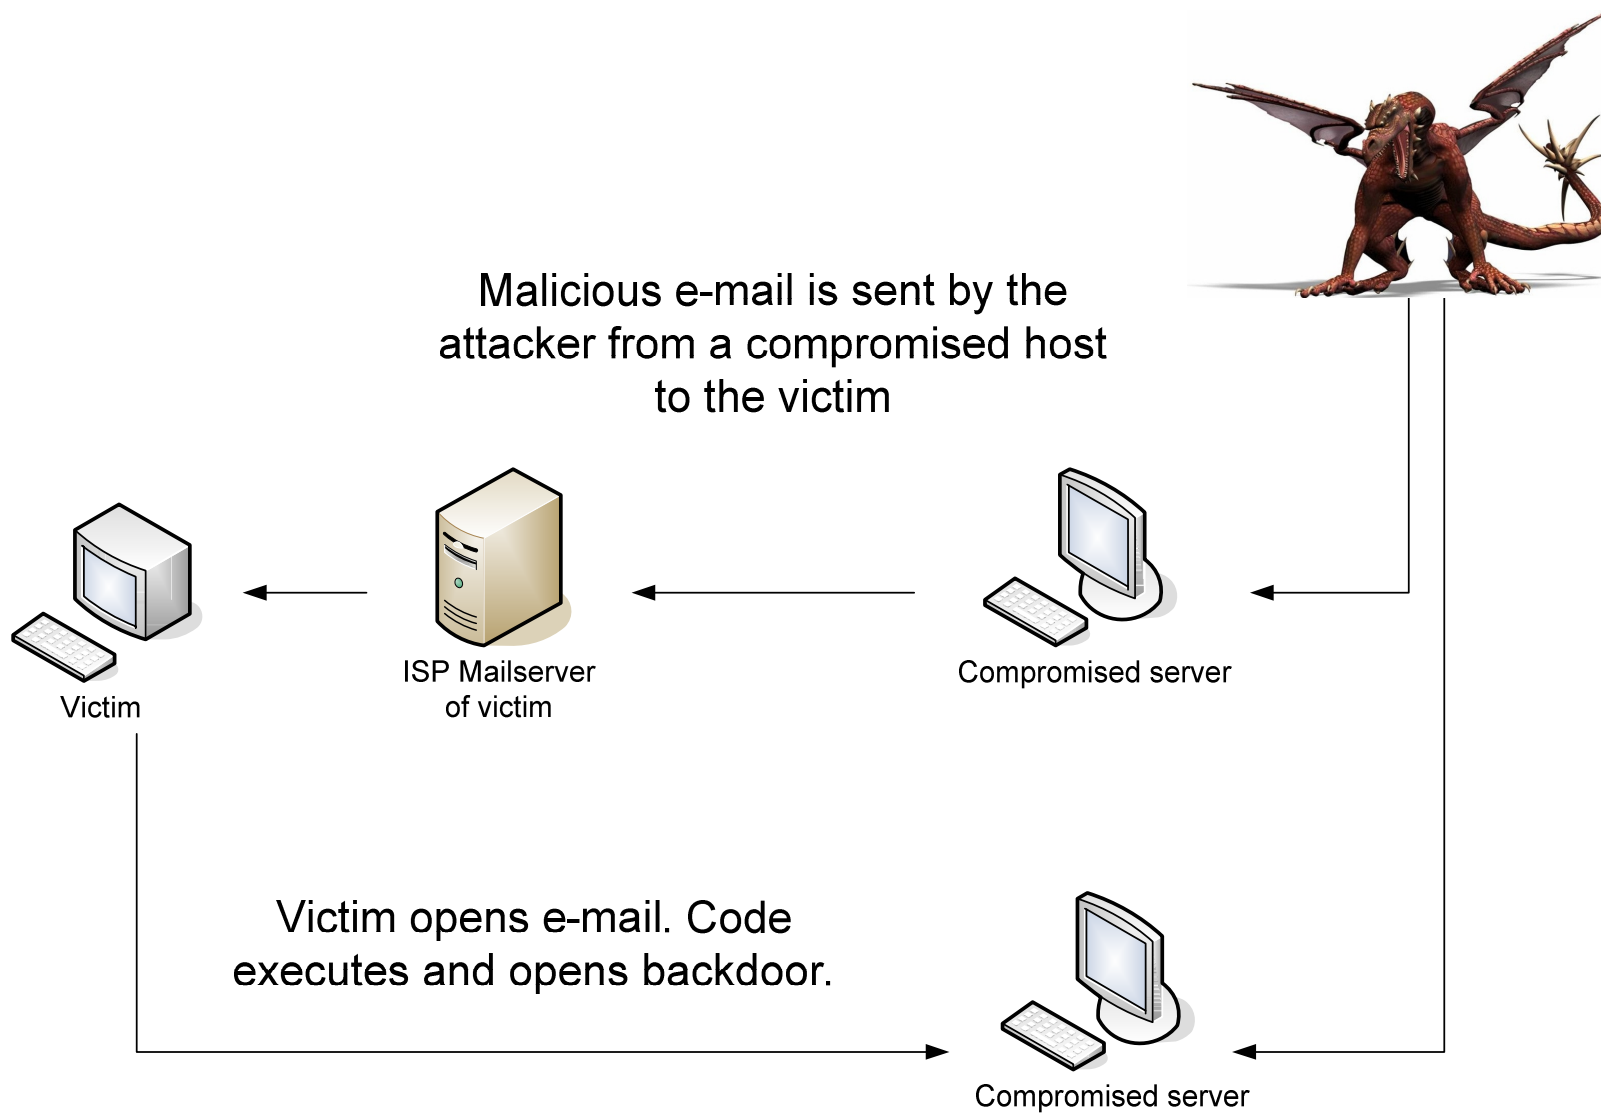 Malicious e-mail is sent by the
attacker from a compromised host
to the victim
Victim
ISP Mailserver
of victim
Compromised server
Victim opens e-mail. Code
executes and opens backdoor.
Compromised server